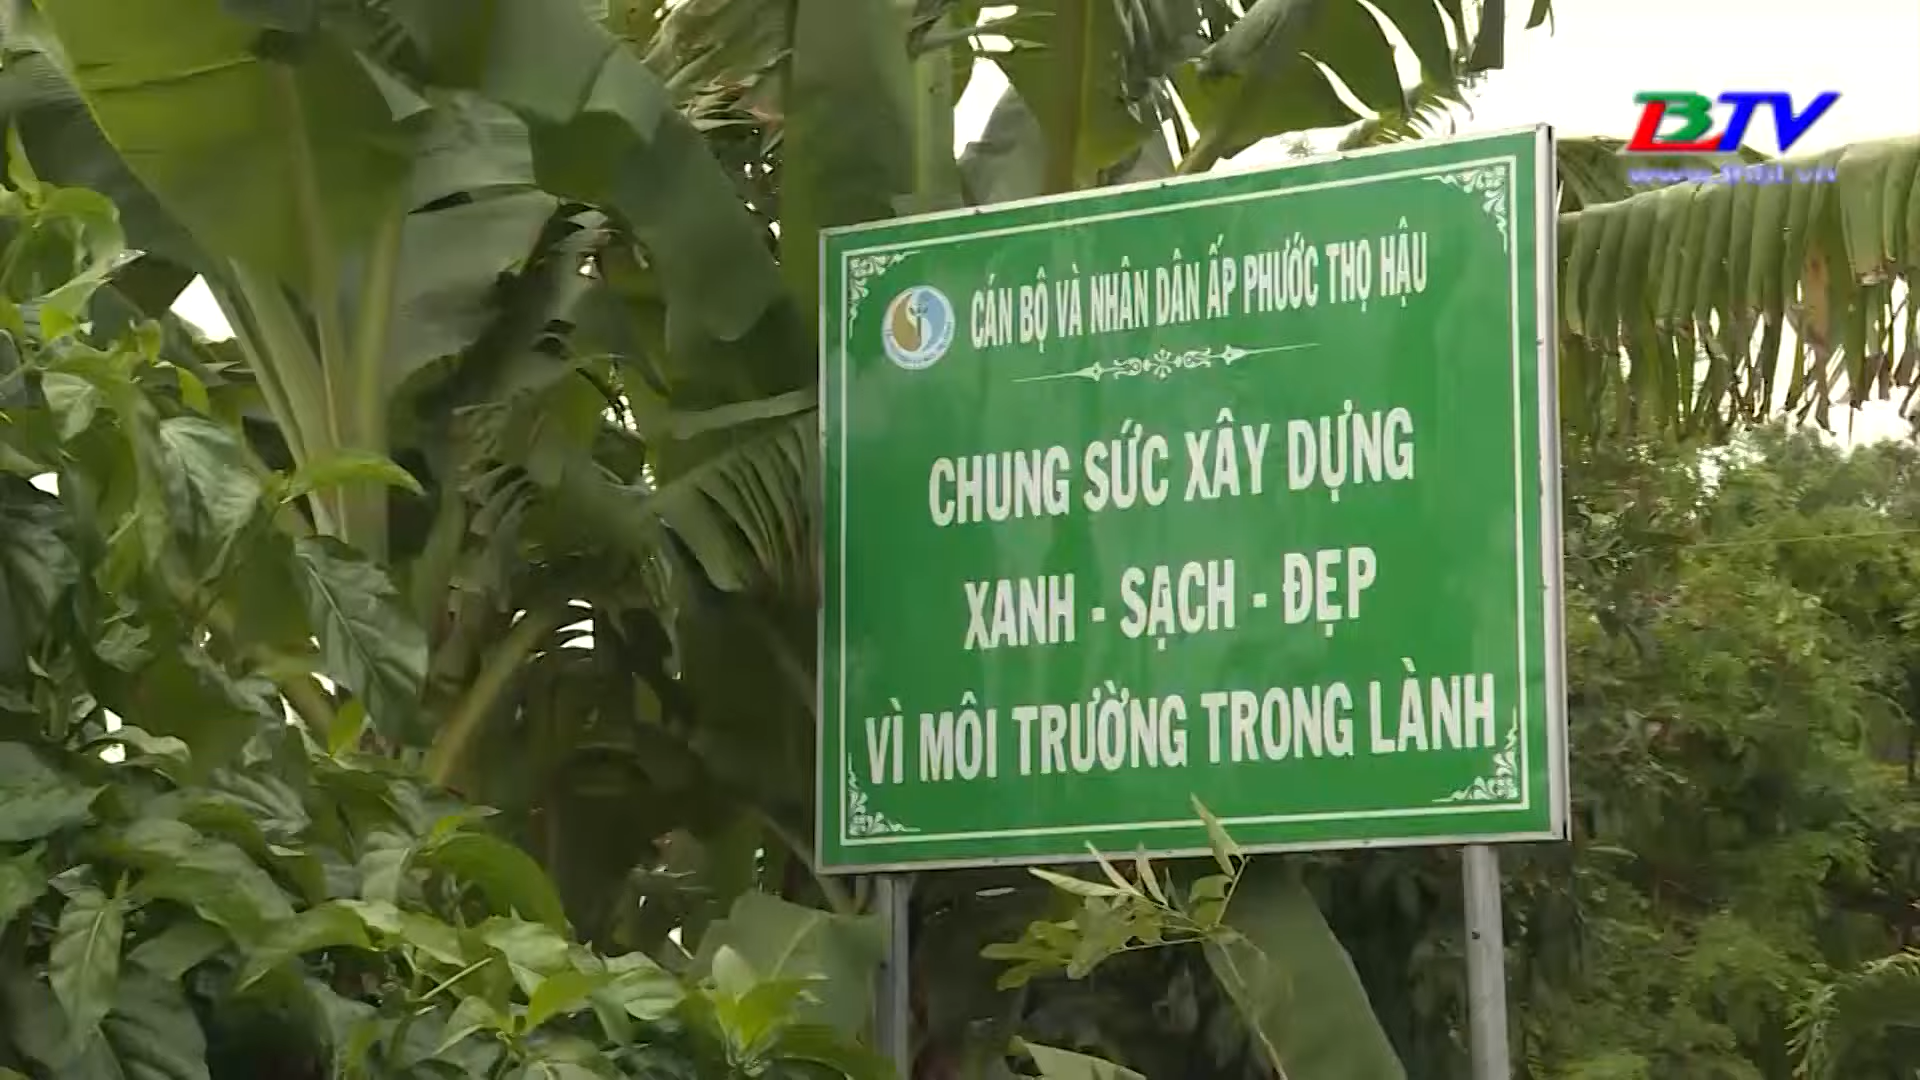 BTV
CÁN BỘ VÀ NHÂN DÂN ẤP PHƯỚC THỌ HẬU
CHUNG SỨC XÂY DỰNG
XANH - SẠCH - ĐẸP
VÌ MÔI TRƯỜNG TRONG LÀNH